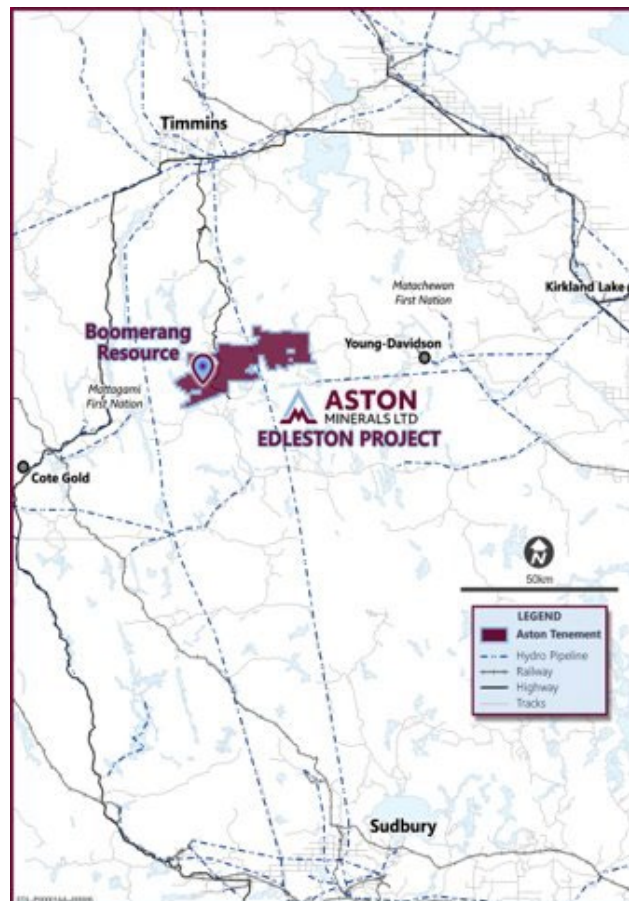 Timmins
Matachewan
First Nation
Kirkland Lake
Boomerang
Resource
Young-Davidson
Mattagami
First Nation
ASTON
MINERALS LTD
EDLESTON PROJECT
Cote Gold
N
50km
LEGEND
Aston Tenement
Hydro Pipeline
Railway
Highway
Tracks
Sudbury